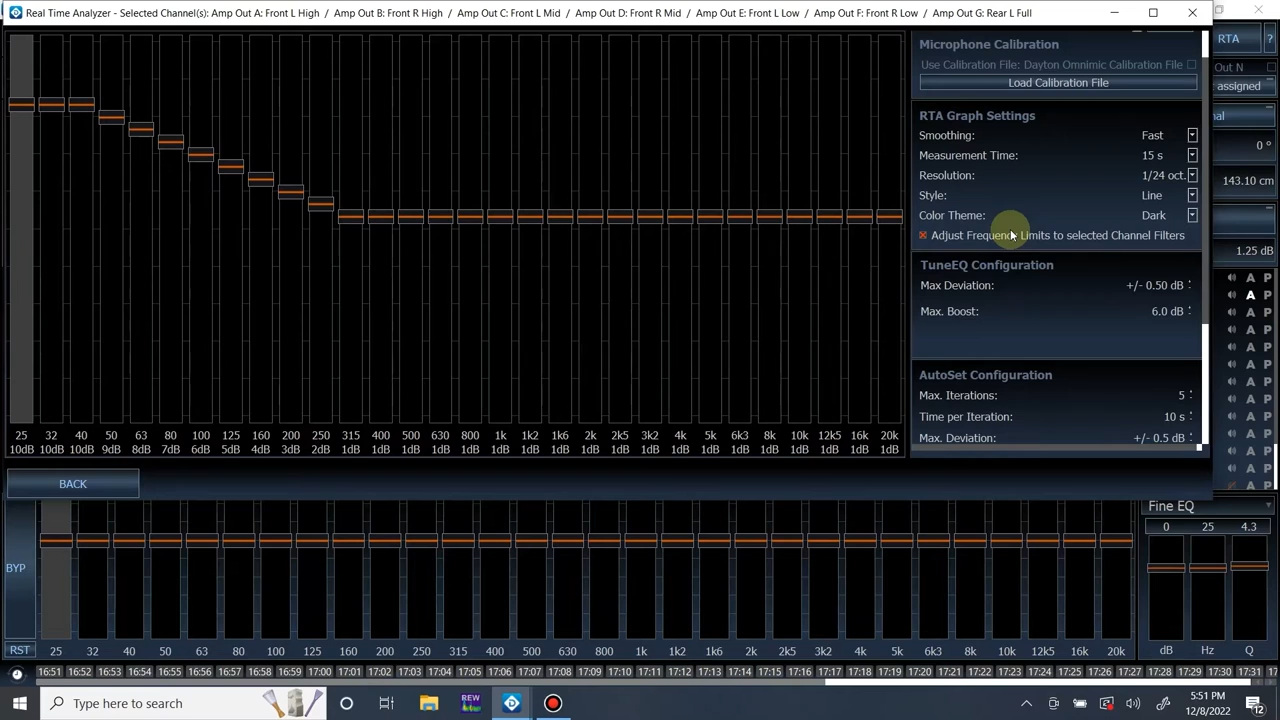 Real Time Analyzer - Selected Channel(s): Amp Out A: Front L High / Amp Out B: Front R High / Amp Out C: Front L Mid / Amp Out D: Front R Mid / Amp Out E: Front L Low / Amp Out F: Front R Low / Amp Out G: Rear L Full
RTA ?
Microphone Calibration
Out N
Use Calibration File: Dayton Omnimic Calibration File
assigned
Load Calibration File
RTA Graph Settings
nal
Smoothing: Fast
0 °
Measurement Time: 15 s
Resolution: 1/24 oct.
143.10 cm
Style: Line
Color Theme: Dark
Adjust Frequency Limits to selected Channel Filters
1.25 dB
TuneEQ Configuration
Max Deviation: +/- 0.50 dB
Max. Boost: 6.0 dB
A P
A P
A P
A P
A P
A P
A P
A P
A P
A P
A P
A P
A P
AutoSet Configuration
Max. Iterations: 5
Time per Iteration: 10 s
Max. Deviation: +/- 0.5 dB
25 32 40 50 63 80 100 125 160 200 250 315 400 500 630 800 1k 1k2 1k6 2k 2k5 3k2 4k 5k 6k3 8k 10k 12k5 16k 20k
10dB 10dB 10dB 9dB 8dB 7dB 6dB 5dB 4dB 3dB 2dB 1dB 1dB 1dB 1dB 1dB 1dB 1dB 1dB 1dB 1dB 1dB 1dB 1dB 1dB 1dB 1dB 1dB 1dB 1dB
BACK
Fine EQ
0 25 4.3
BYP
RST 25 32 40 50 63 80 100 125 160 200 250 315 400 500 600 800 1k 1k2 1k6 2k 2k5 3k2 4k 5k 6k3 8k 10k 12k5 16k 20k
dB Hz Q
16:51 16:52 16:53 16:54 16:55 16:56 16:57 16:58 16:59 17:00 17:01 17:02 17:03 17:04 17:05 17:06 17:07 17:08 17:09 17:10 17:11 17:12 17:13 17:14 17:15 17:16 17:17 17:18 17:19 17:20 17:21 17:22 17:23 17:24 17:25 17:26 17:27 17:28 17:29 17:30 17:31
Type here to search
REW
5:51 PM
12/8/2022
12